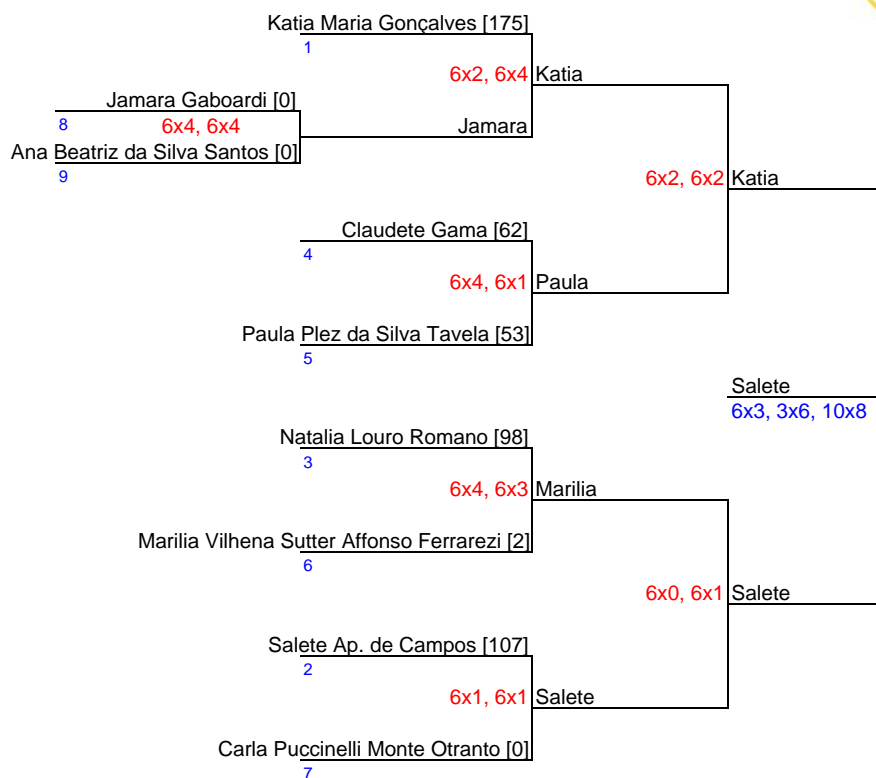 Katia Maria Gonçalves [175]
1
6x2, 6x4 Katia
Jamara Gaboardi [0]
8 6x4, 6x4 Jamara
Ana Beatriz da Silva Santos [0]
9
6x2, 6x2 Katia
Claudete Gama [62]
4
6x4, 6x1 Paula
Paula Plez da Silva Tavela [53]
5
Salete
6x3, 3x6, 10x8
Natalia Louro Romano [98]
3
6x4, 6x3 Marilia
Marilia Vilhena Sutter Affonso Ferrarezi [2]
6
6x0, 6x1 Salete
Salete Ap. de Campos [107]
2
6x1, 6x1 Salete
Carla Puccinelli Monte Otranto [0]
7